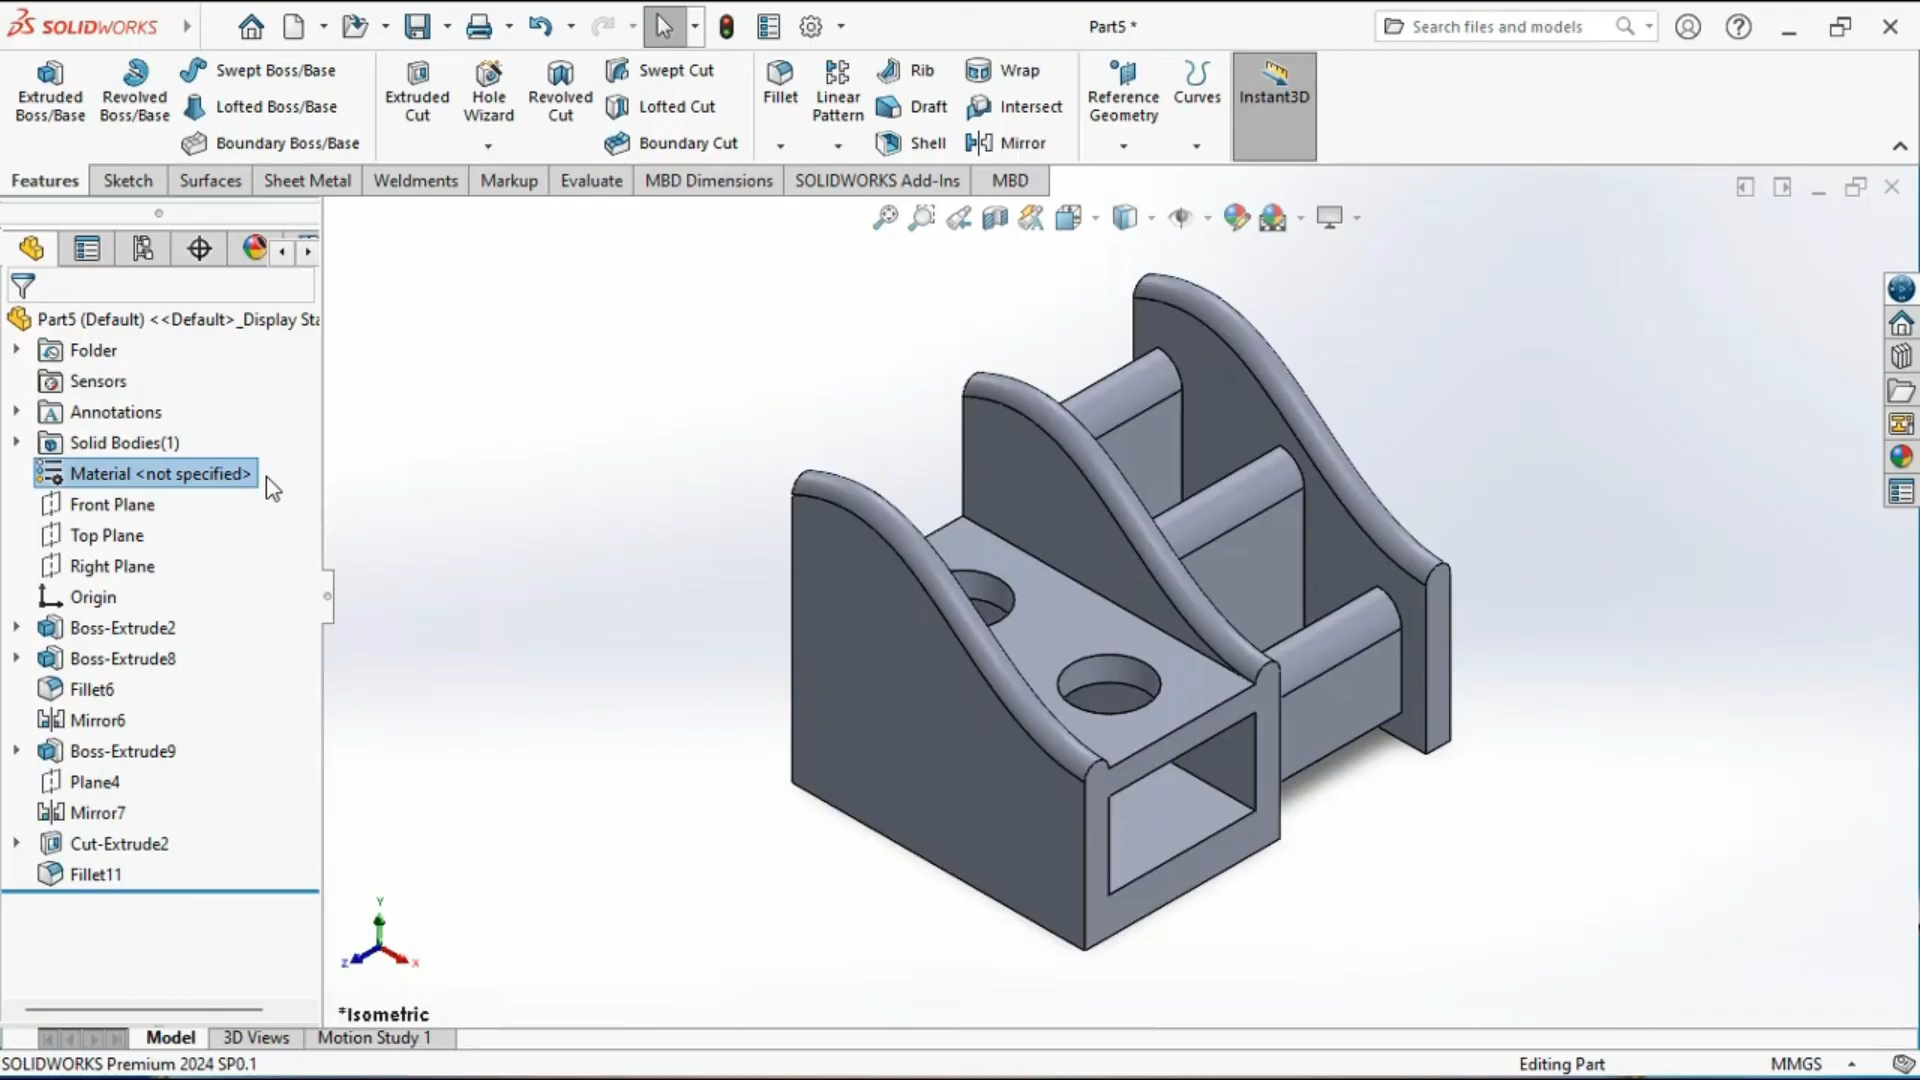 SOLIDWORKS
Part5 *
Search files and models
Extruded Boss/Base
Revolved Boss/Base
Swept Boss/Base
Lofted Boss/Base
Boundary Boss/Base
Extruded Cut
Hole Wizard
Revolved Cut
Swept Cut
Lofted Cut
Boundary Cut
Fillet
Linear Pattern
Rib
Draft
Shell
Wrap
Intersect
Mirror
Reference Geometry
Curves
Instant3D
Features
Sketch
Surfaces
Sheet Metal
Weldments
Markup
Evaluate
MBD Dimensions
SOLIDWORKS Add-Ins
MBD
Part5 (Default) <<Default>_Display Sta
Folder
Sensors
Annotations
Solid Bodies(1)
Material <not specified>
Front Plane
Top Plane
Right Plane
Origin
Boss-Extrude2
Boss-Extrude8
Fillet6
Mirror6
Boss-Extrude9
Plane4
Mirror7
Cut-Extrude2
Fillet11
Y
Z
X
*Isometric
Model
3D Views
Motion Study 1
SOLIDWORKS Premium 2024 SP0.1
Editing Part
MMGS